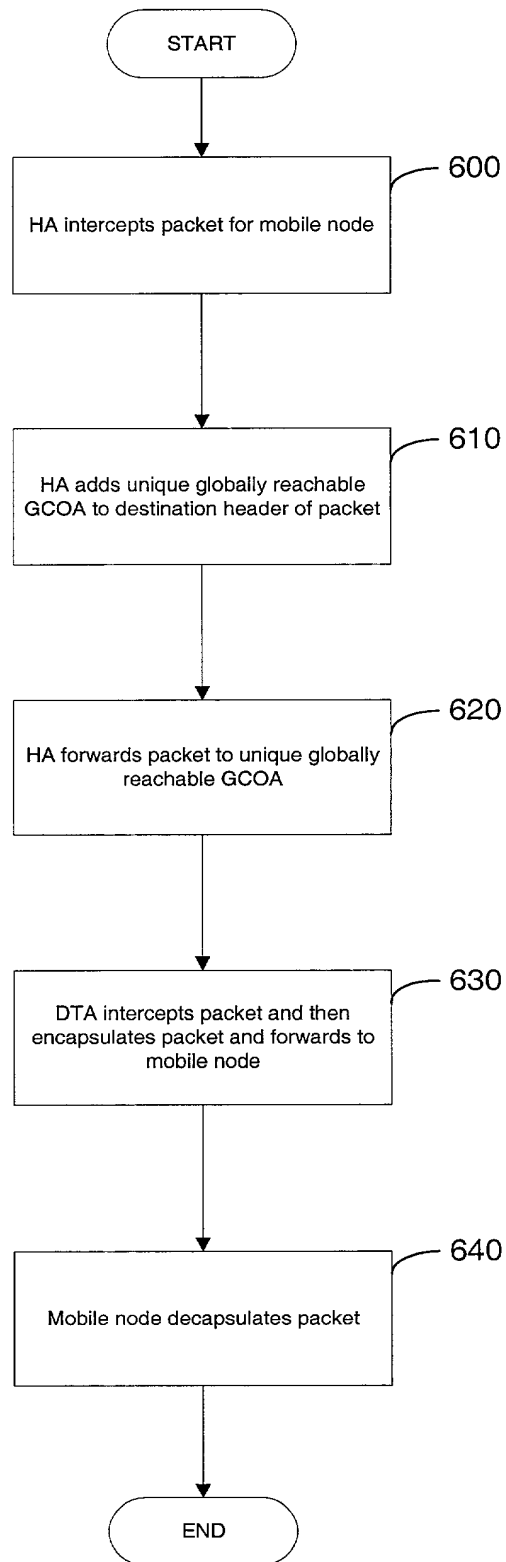 START
600
HA intercepts packet for mobile node
610
HA adds unique globally reachable
GCOA to destination header of packet
620
HA forwards packet to unique globally
reachable GCOA
630
DTA intercepts packet and then
encapsulates packet and forwards to
mobile node
640
Mobile node decapsulates packet
END